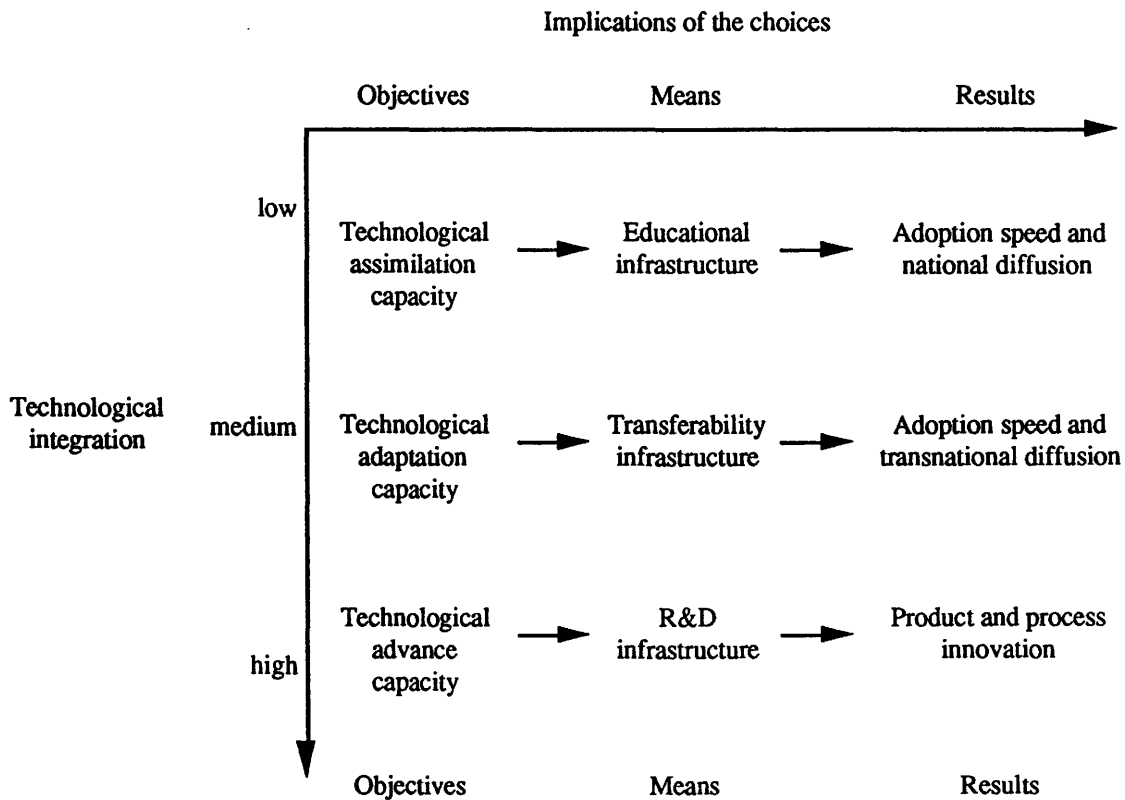 Implications of the choices
Objectives Means Results
low
Technological
assimilation
capacity
Educational
infrastructure
Adoption speed and
national diffusion
Technological
integration
medium
Technological
adaptation
capacity
Transferability
infrastructure
Adoption speed and
transnational diffusion
high
Technological
advance
capacity
R&D
infrastructure
Product and process
innovation
Objectives Means Results